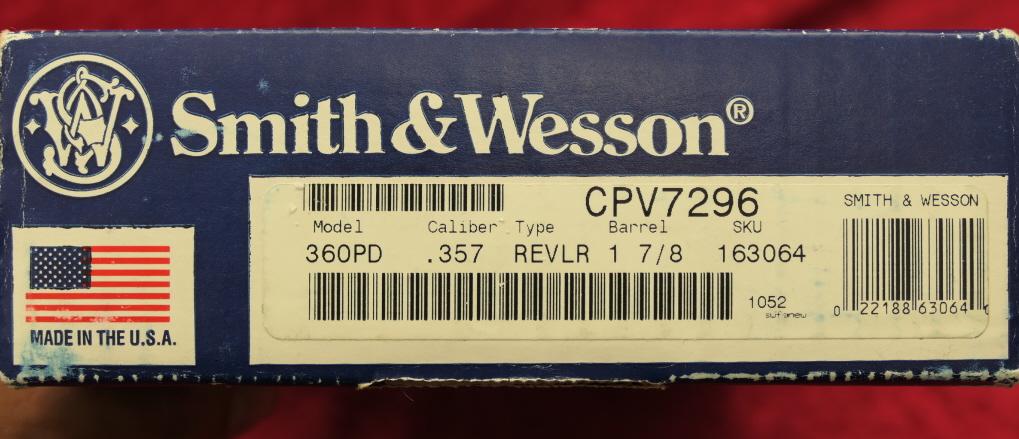 Smith & Wesson®
CPV7296
SMITH & WESSON
Model Caliber Type Barrel SKU
360PD .357 REVLR 1 7/8 163064
1052
0 22188 63064
MADE IN THE U.S.A.